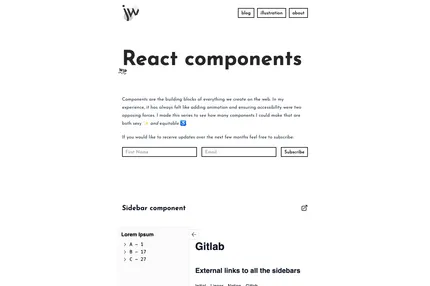 jw
blog illustration about
React components
Components are the building blocks of everything we create on the web. In my
experience, it has always felt like adding animation and ensuring accessibility were two
opposing forces. I made this series to see how many components I could make that are
both sexy ✨ and equitable ♿.
If you would like to receive updates over the next few months feel free to subscribe:
First Name Email Subscribe
Sidebar component
Lorem Ipsum
A – 1
B – 17
C – 27
Gitlab
External links to all the sidebars